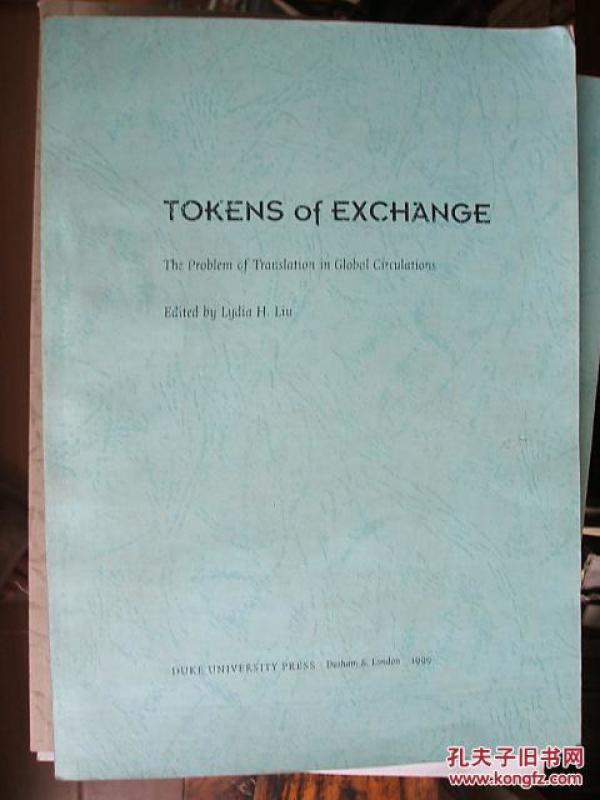 TOKENS of EXCHANGE
The Problem of Translation in Global Circulations
Edited by Lydia H. Liu
DUKE UNIVERSITY PRESS Durham & London 1999
孔夫子旧书网
www.kongfz.com